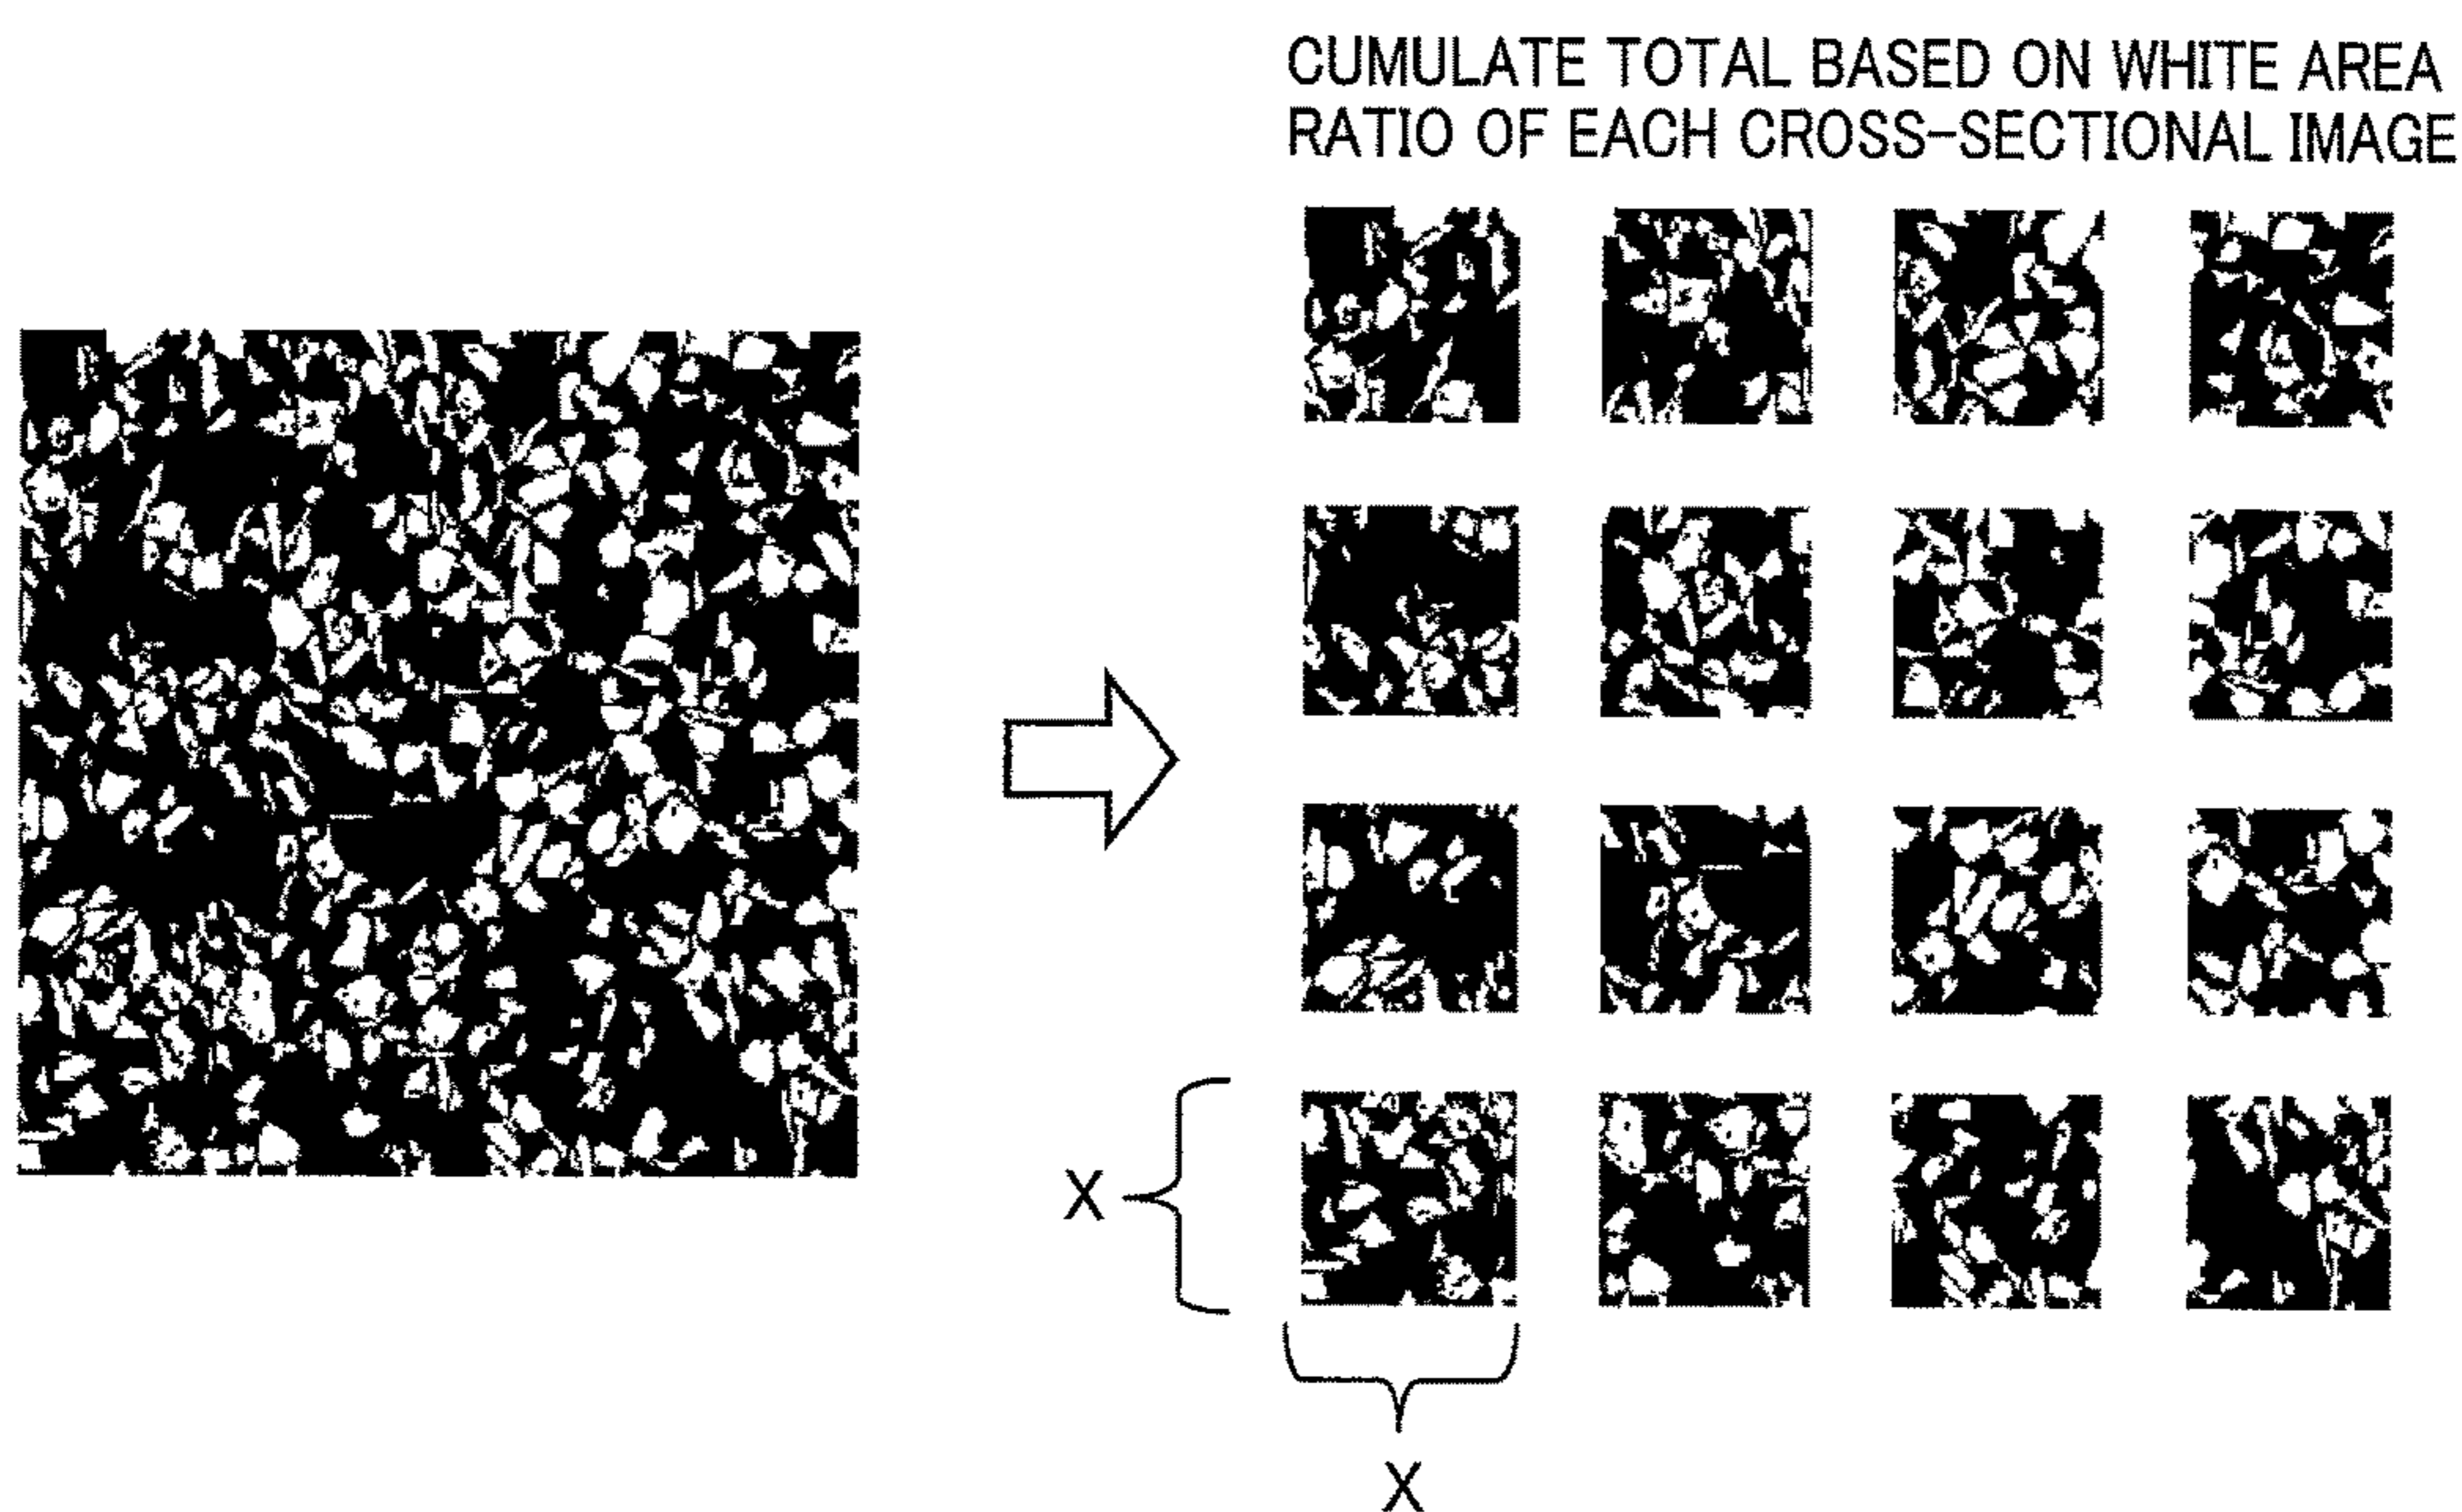 CUMULATE TOTAL BASED ON WHITE AREA
RATIO OF EACH CROSS-SECTIONAL IMAGE
X
X